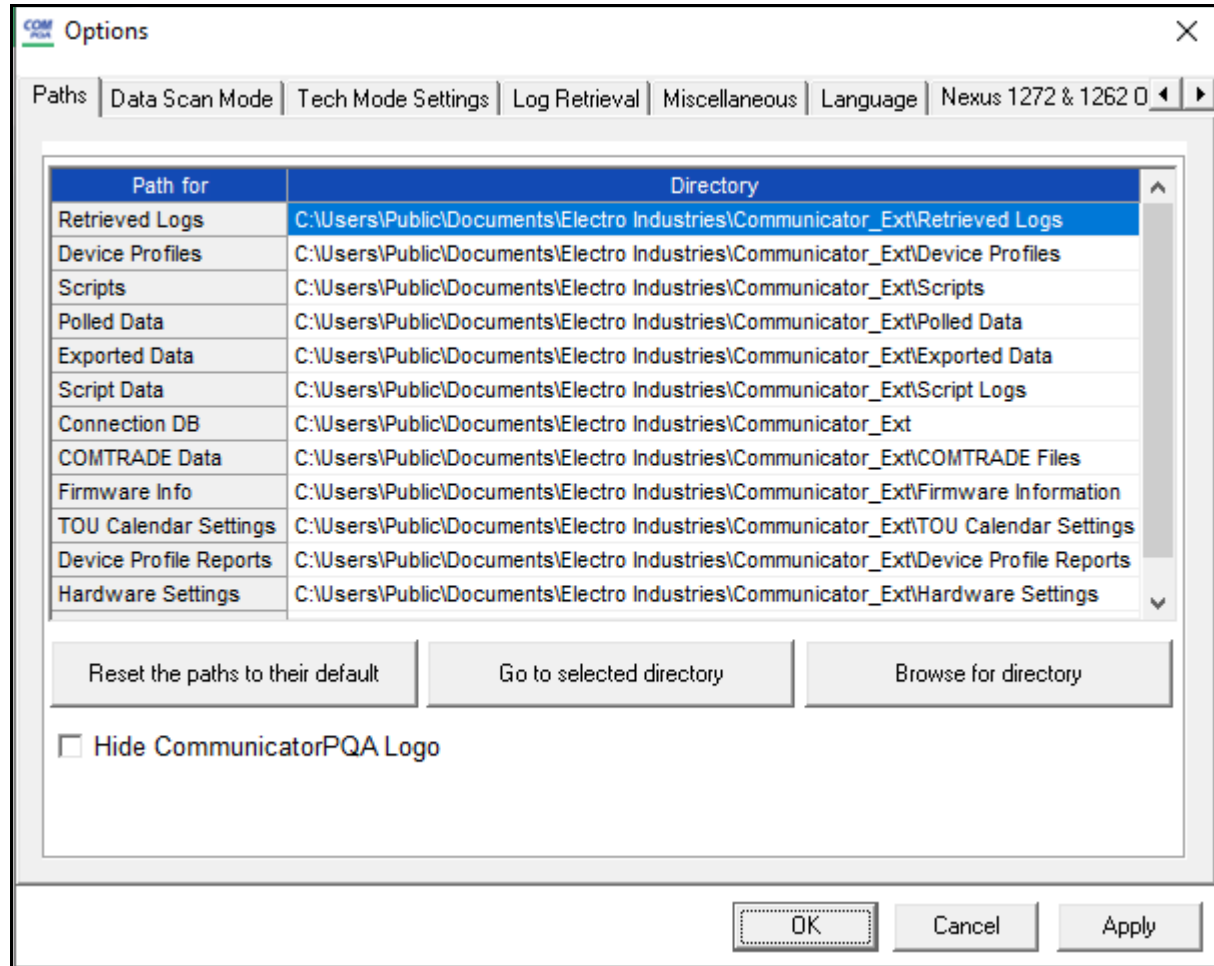 COM PQA Options
Paths Data Scan Mode Tech Mode Settings Log Retrieval Miscellaneous Language Nexus 1272 & 1262 O
Path for Directory
Retrieved Logs C:\Users\Public\Documents\Electro Industries\Communicator_Ext\Retrieved Logs
Device Profiles C:\Users\Public\Documents\Electro Industries\Communicator_Ext\Device Profiles
Scripts C:\Users\Public\Documents\Electro Industries\Communicator_Ext\Scripts
Polled Data C:\Users\Public\Documents\Electro Industries\Communicator_Ext\Polled Data
Exported Data C:\Users\Public\Documents\Electro Industries\Communicator_Ext\Exported Data
Script Data C:\Users\Public\Documents\Electro Industries\Communicator_Ext\Script Logs
Connection DB C:\Users\Public\Documents\Electro Industries\Communicator_Ext
COMTRADE Data C:\Users\Public\Documents\Electro Industries\Communicator_Ext\COMTRADE Files
Firmware Info C:\Users\Public\Documents\Electro Industries\Communicator_Ext\Firmware Information
TOU Calendar Settings C:\Users\Public\Documents\Electro Industries\Communicator_Ext\TOU Calendar Settings
Device Profile Reports C:\Users\Public\Documents\Electro Industries\Communicator_Ext\Device Profile Reports
Hardware Settings C:\Users\Public\Documents\Electro Industries\Communicator_Ext\Hardware Settings
Reset the paths to their default Go to selected directory Browse for directory
Hide CommunicatorPQA Logo
OK Cancel Apply